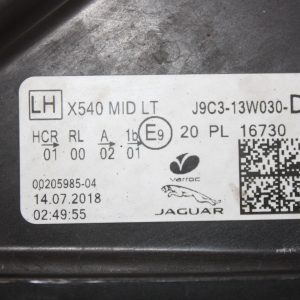 LH X540 MID LT J9C3-13W030-D
HCR RL A 1b E9 20 PL 16730
01 00 02 01
00205985-04
14.07.2018
02:49:55
varroc
JAGUAR